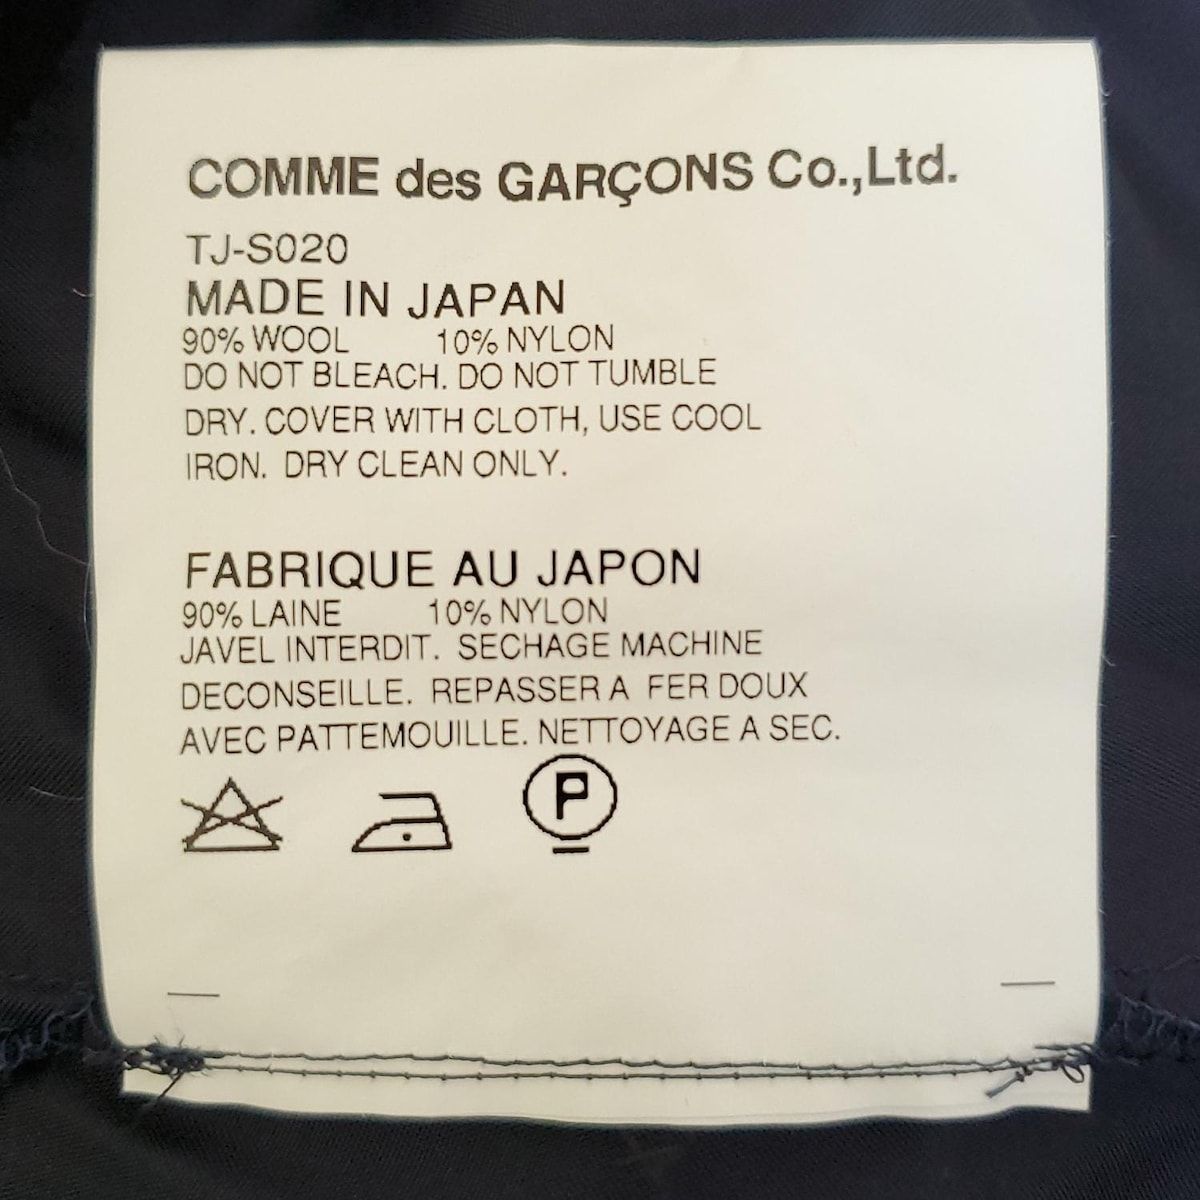 COMME des GARÇONS Co.,Ltd.
TJ-S020
MADE IN JAPAN
90% WOOL 10% NYLON
DO NOT BLEACH. DO NOT TUMBLE
DRY. COVER WITH CLOTH, USE COOL
IRON. DRY CLEAN ONLY.
FABRIQUE AU JAPON
90% LAINE 10% NYLON
JAVEL INTERDIT. SECHAGE MACHINE
DECONSEILLE. REPASSER A FER DOUX
AVEC PATTEMOUILLE. NETTOYAGE A SEC.
P